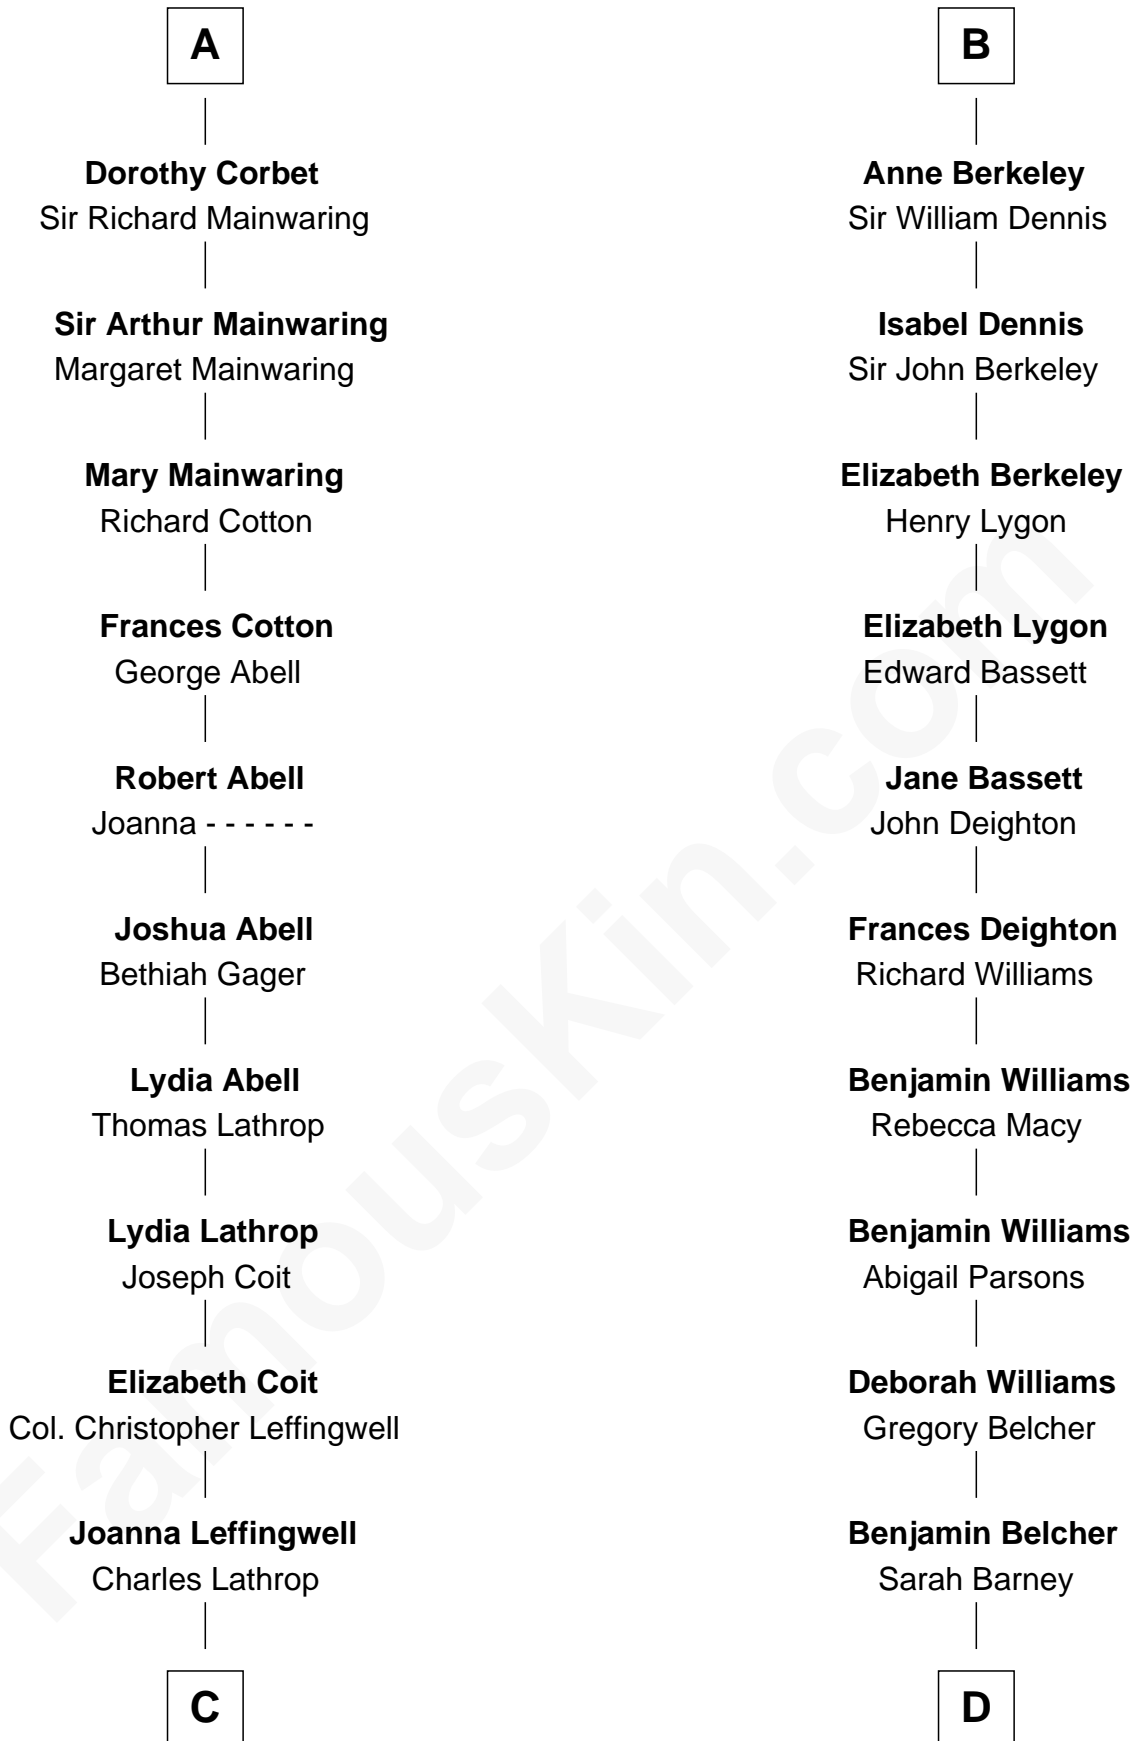 A
Dorothy Corbet
Sir Richard Mainwaring
Sir Arthur Mainwaring
Margaret Mainwaring
Mary Mainwaring
Richard Cotton
Frances Cotton
George Abell
Robert Abell
Joanna - - - - - -
Joshua Abell
Bethiah Gager
Lydia Abell
Thomas Lathrop
Lydia Lathrop
Joseph Coit
Elizabeth Coit
Col. Christopher Leffingwell
Joanna Leffingwell
Charles Lathrop
C
B
Anne Berkeley
Sir William Dennis
Isabel Dennis
Sir John Berkeley
Elizabeth Berkeley
Henry Lygon
Elizabeth Lygon
Edward Bassett
Jane Bassett
John Deighton
Frances Deighton
Richard Williams
Benjamin Williams
Rebecca Macy
Benjamin Williams
Abigail Parsons
Deborah Williams
Gregory Belcher
Benjamin Belcher
Sarah Barney
D
FamousKin.com